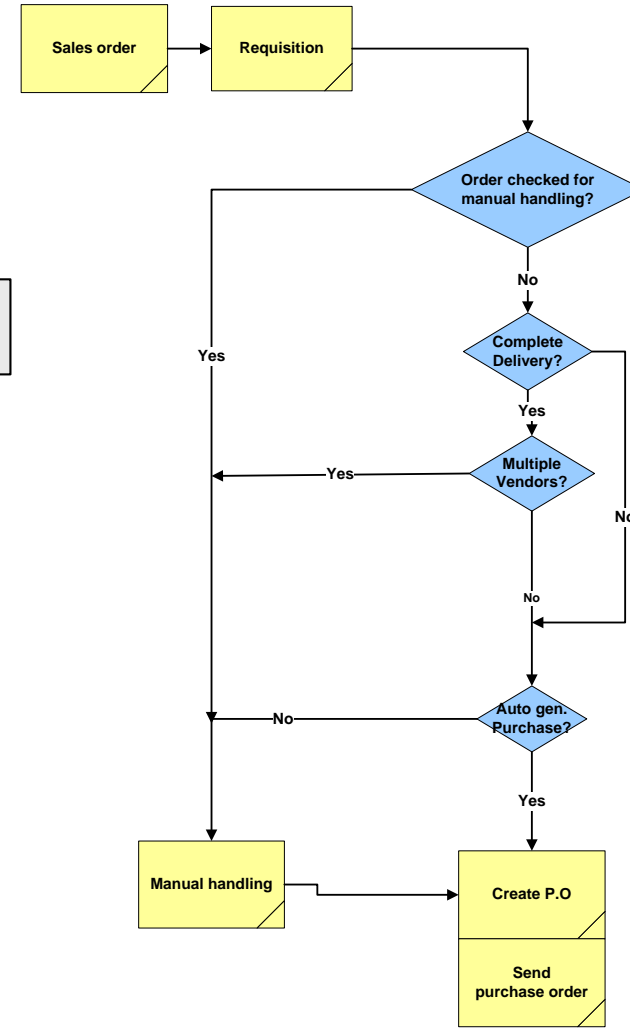 Sales order
Requisition
Order checked for
manual handling?
No
Complete
Delivery?
Yes
Yes
Multiple
Vendors?
Yes
No
No
Auto gen.
Purchase?
No
Yes
Manual handling
Create P.O
Send
purchase order